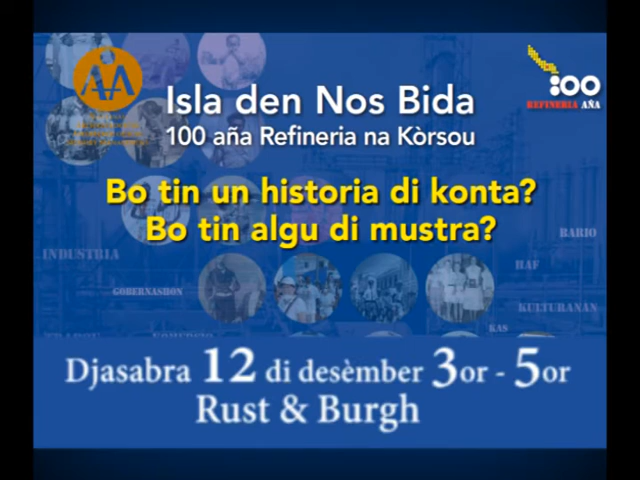 100
REFINERIA AÑA
Isla den Nos Bida
100 aña Refineria na Kòrsou
Bo tin un historia di konta?
Bo tin algu di mustra?
BARIO
INDUSTRIA
HAF
GOBERNASHON
KULTURANAN
KAS
Djasabra 12 di desèmber 3or - 5or
Rust & Burgh